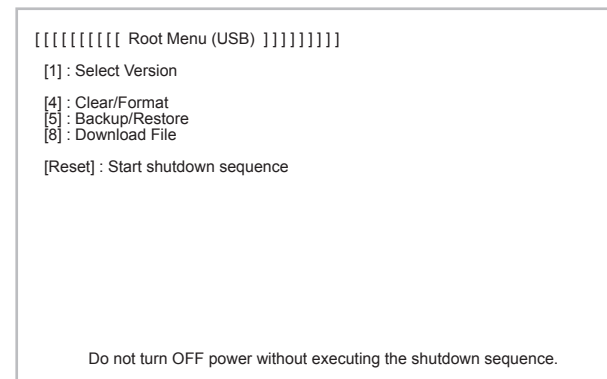 [ [ [ [ [ [ [ [ [ [ Root Menu (USB) ] ] ] ] ] ] ] ] ]
[1] : Select Version
[4] : Clear/Format
[5] : Backup/Restore
[8] : Download File
[Reset] : Start shutdown sequence
Do not turn OFF power without executing the shutdown sequence.